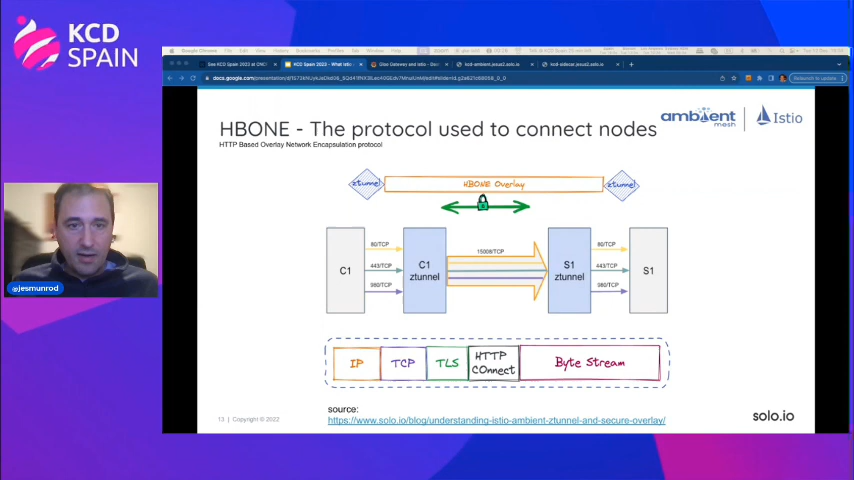 KCD
SPAIN
docs.google.com
HBONE - The protocol used to connect nodes
HTTP Based Overlay Network Encapsulation protocol
ambient
mesh
Istio
ztunnel
HBONE Overlay
ztunnel
C1
80/TCP
443/TCP
980/TCP
C1
ztunnel
15008/TCP
S1
ztunnel
80/TCP
443/TCP
980/TCP
S1
IP
TCP
TLS
HTTP
COnnect
Byte Stream
source:
https://www.solo.io/blog/understanding-istio-ambient-ztunnel-and-secure-overlay/
13 | Copyright © 2022
solo.io
@jesmunrod